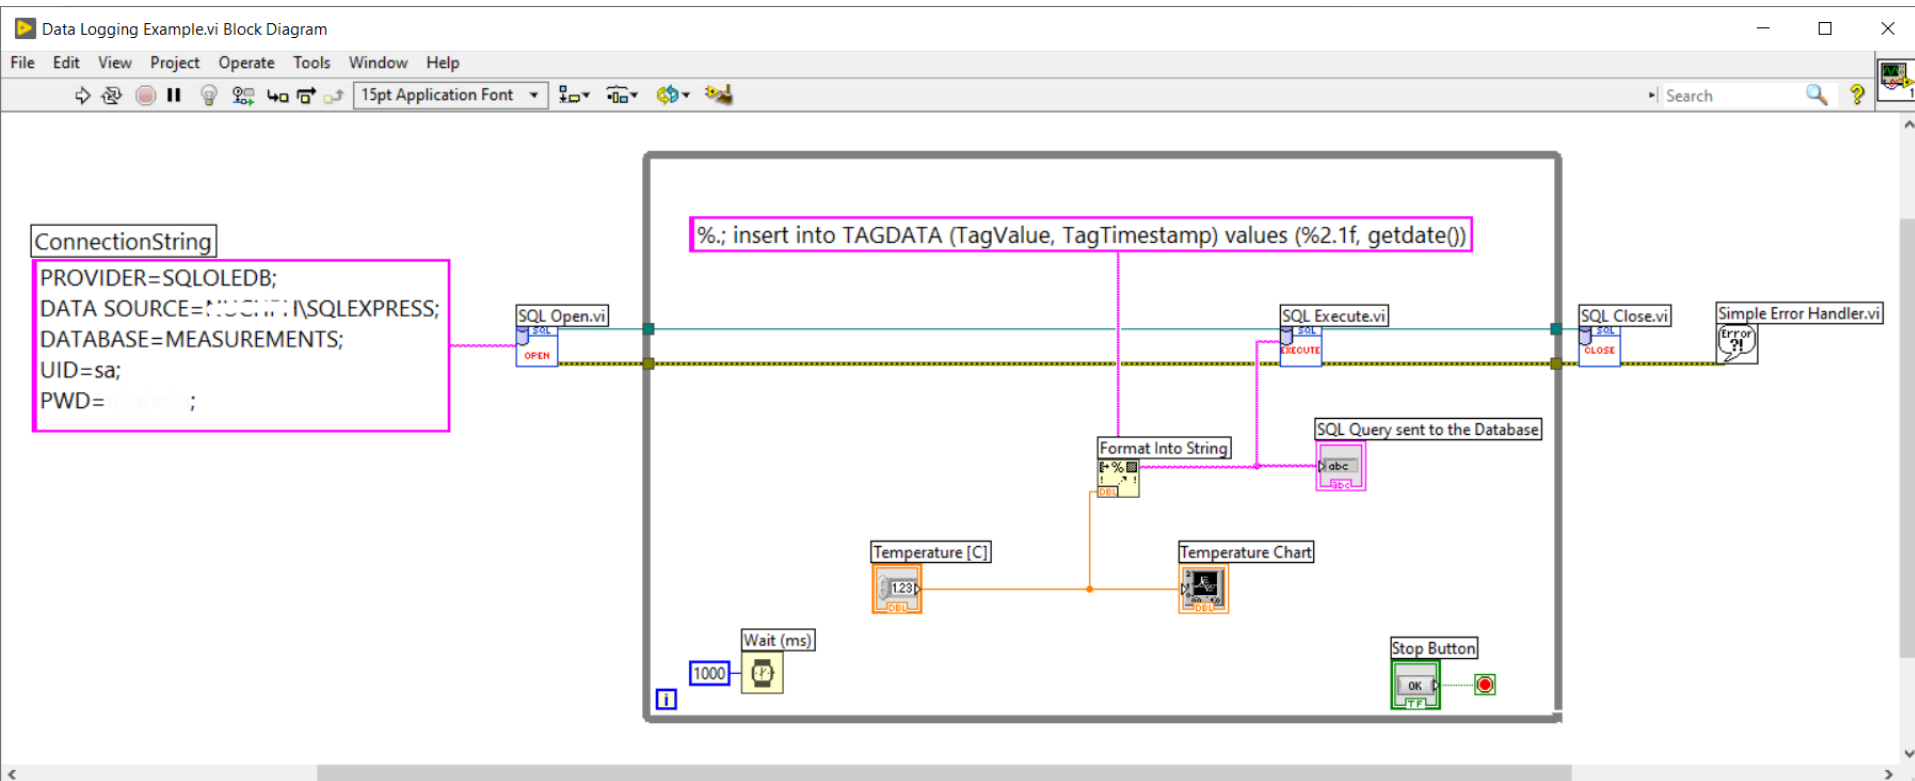 Data Logging Example.vi Block Diagram
File Edit View Project Operate Tools Window Help
15pt Application Font
Search
1
%.; insert into TAGDATA (TagValue, TagTimestamp) values (%2.1f, getdate())
ConnectionString
PROVIDER=SQLOLEDB;
DATA SOURCE= \SQLEXPRESS;
DATABASE=MEASUREMENTS;
UID=sa;
PWD= ;
SQL Open.vi
SQL
OPEN
SQL Execute.vi
SQL
EXECUTE
SQL Close.vi
SQL
CLOSE
Simple Error Handler.vi
Error
?!
SQL Query sent to the Database
abc
abc
Format Into String
%
DBL
Temperature [C]
1.23
DBL
Temperature Chart
DBL
Wait (ms)
1000
i
Stop Button
OK
TF